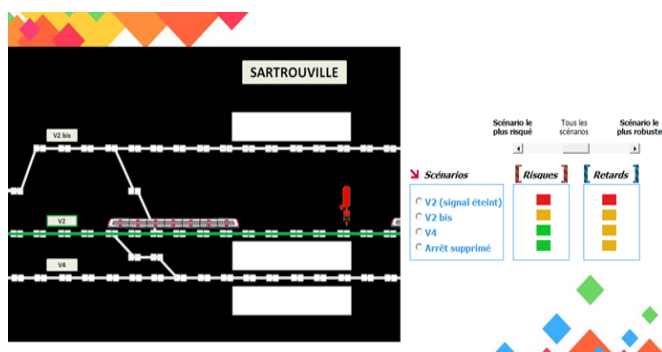 SARTROUVILLE
V2 bis
V2
V4
Scénario le
plus risqué
Tous les
scénarios
Scénario le
plus robuste
Scénarios
Risques
Retards
V2 (signal éteint)
V2 bis
V4
Arrêt supprimé